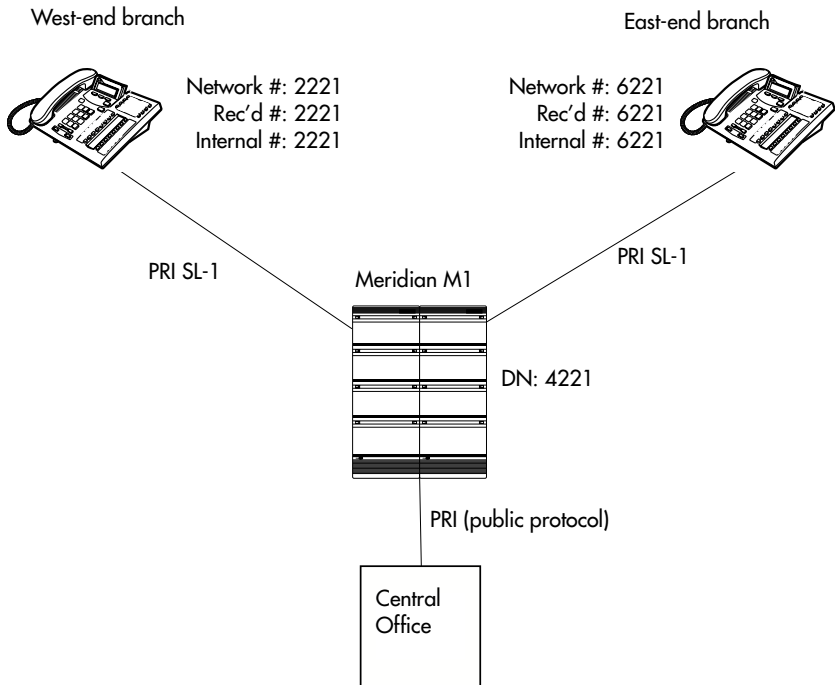 West-end branch
East-end branch
Network #: 2221
Rec’d #: 2221
Internal #: 2221
Network #: 6221
Rec’d #: 6221
Internal #: 6221
PRI SL-1
PRI SL-1
Meridian M1
DN: 4221
PRI (public protocol)
Central
Office